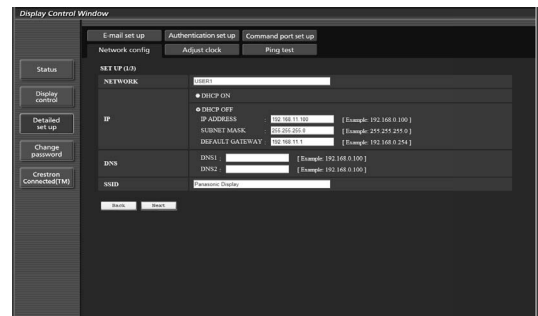 Display Control Window
E-mail set up Authentication set up Command port set up
Network config Adjust clock Ping test
Status
Display control
Detailed set up
Change password
Crestron Connected(TM)
SET UP (1/3)
NETWORK USER1
IP
DHCP ON
DHCP OFF
IP ADDRESS : 192.168.11.100 [ Example: 192.168.0.100 ]
SUBNET MASK : 255.255.255.0 [ Example: 255.255.255.0 ]
DEFAULT GATEWAY : 192.168.11.1 [ Example: 192.168.0.254 ]
DNS
DNS1 : [ Example: 192.168.0.100 ]
DNS2 : [ Example: 192.168.0.100 ]
SSID Panasonic Display
Back Next